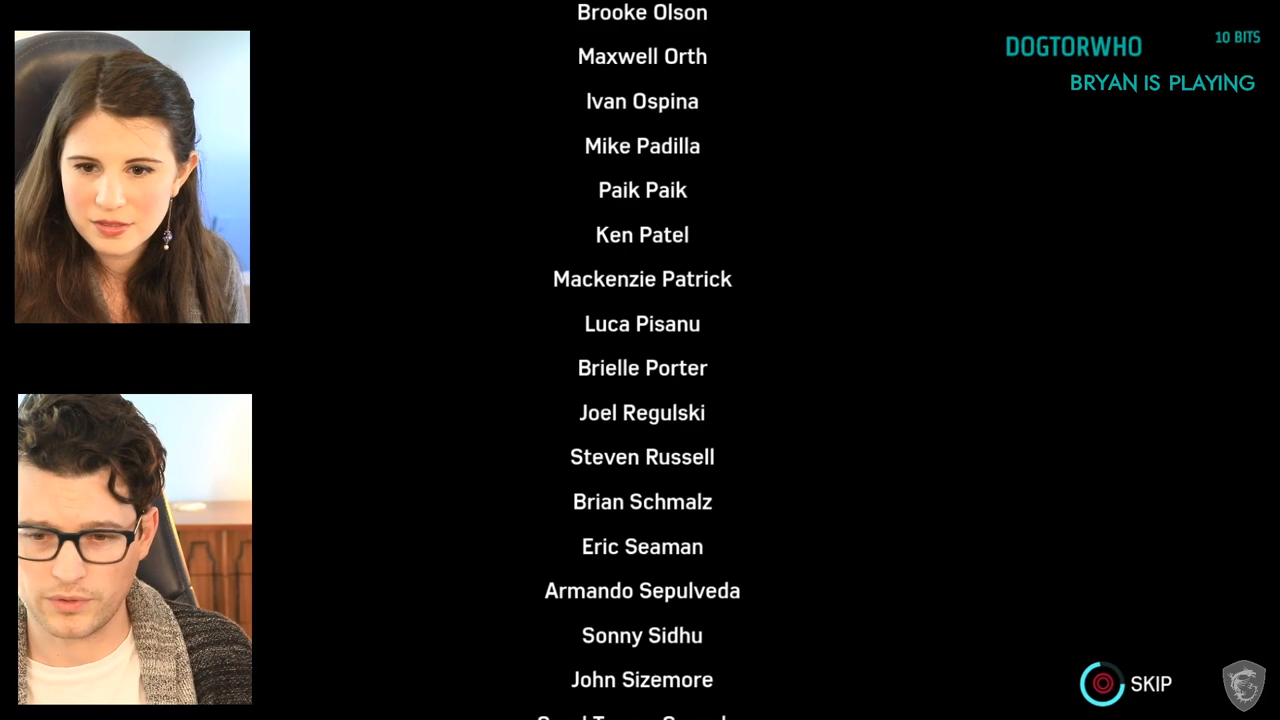 Brooke Olson
Maxwell Orth
Ivan Ospina
Mike Padilla
Paik Paik
Ken Patel
Mackenzie Patrick
Luca Pisanu
Brielle Porter
Joel Regulski
Steven Russell
Brian Schmalz
Eric Seaman
Armando Sepulveda
Sonny Sidhu
John Sizemore
DOGTORWHO
10 BITS
BRYAN IS PLAYING
SKIP